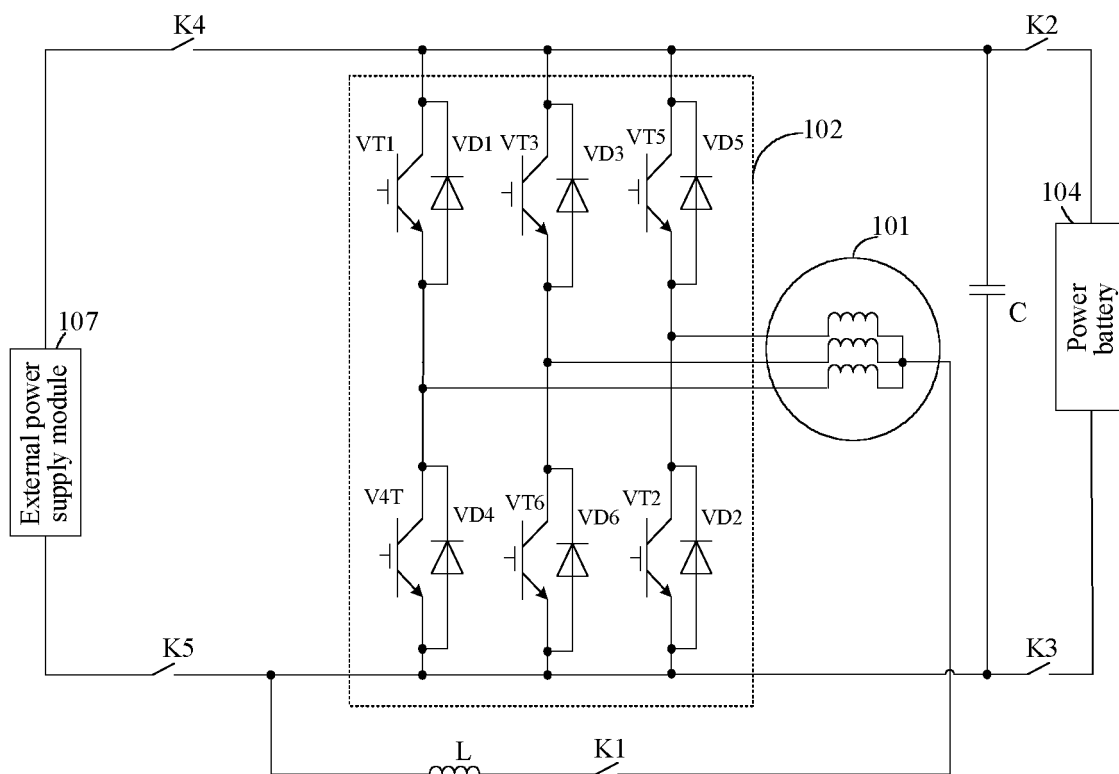 K4
K2
VT1
VD1
VT3
VD3
VT5
VD5
102
104
101
Power
battery
C
107
External power
supply module
V4T
VD4
VT6
VD6
VT2
VD2
K5
K3
L
K1